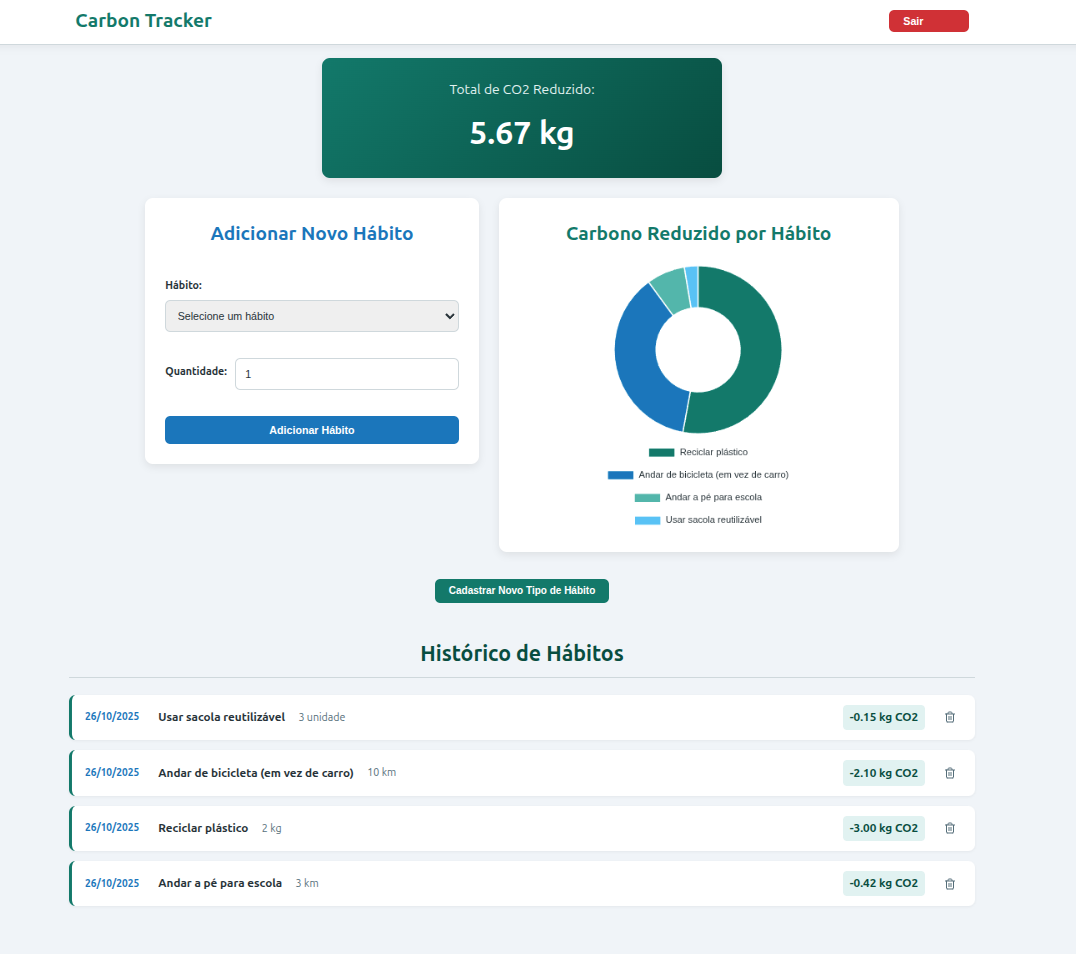 Carbon Tracker
Sair
Total de CO2 Reduzido:
5.67 kg
Adicionar Novo Hábito
Hábito:
Selecione um hábito
Quantidade:
1
Adicionar Hábito
Carbono Reduzido por Hábito
Reciclar plástico
Andar de bicicleta (em vez de carro)
Andar a pé para escola
Usar sacola reutilizável
Cadastrar Novo Tipo de Hábito
Histórico de Hábitos
26/10/2025 Usar sacola reutilizável 3 unidade -0.15 kg CO2
26/10/2025 Andar de bicicleta (em vez de carro) 10 km -2.10 kg CO2
26/10/2025 Reciclar plástico 2 kg -3.00 kg CO2
26/10/2025 Andar a pé para escola 3 km -0.42 kg CO2